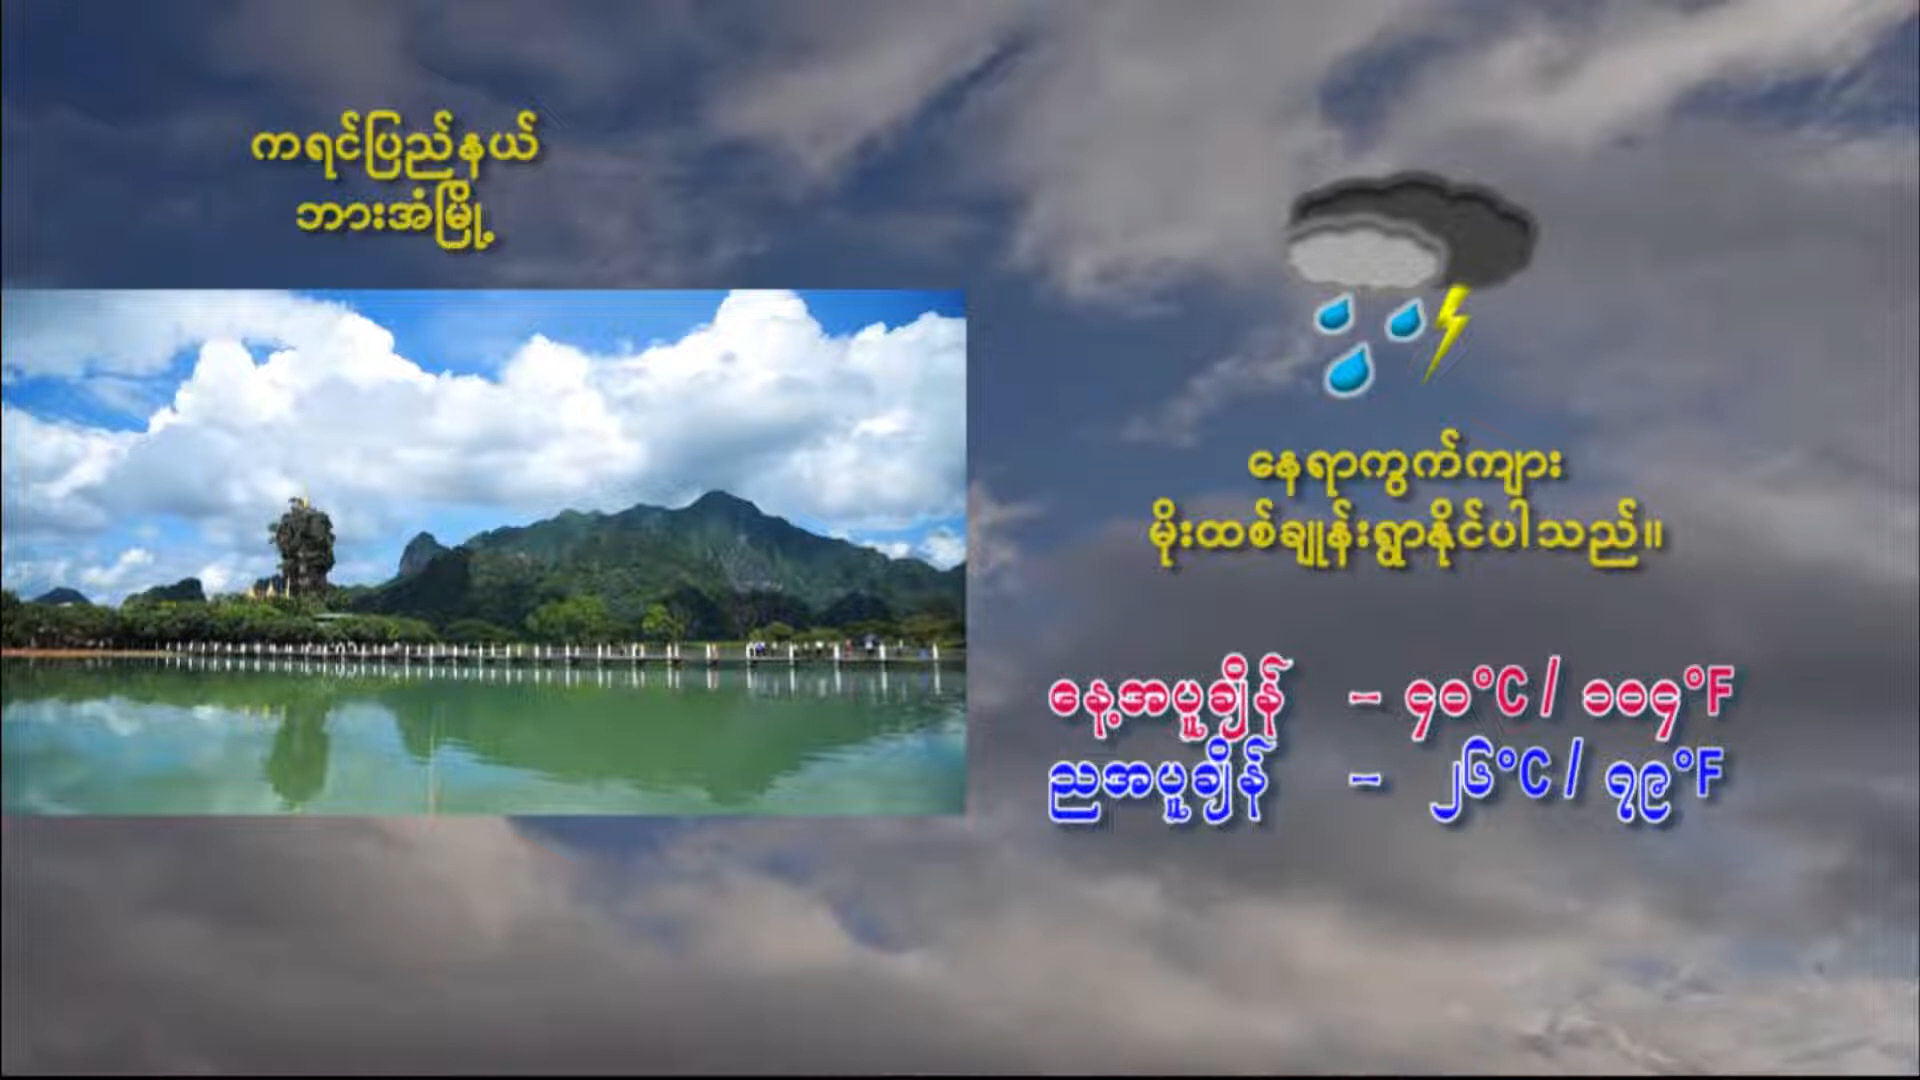 ကရင်ပြည်နယ်
ဘားအံမြို့
နေရာကွက်ကျား
မိုးထစ်ချုန်းရွာနိုင်ပါသည်။
နေ့အပူချိန် - ၄၀°C / ၁၀၄°F
ညအပူချိန် - ၂၆°C / ၇၉°F